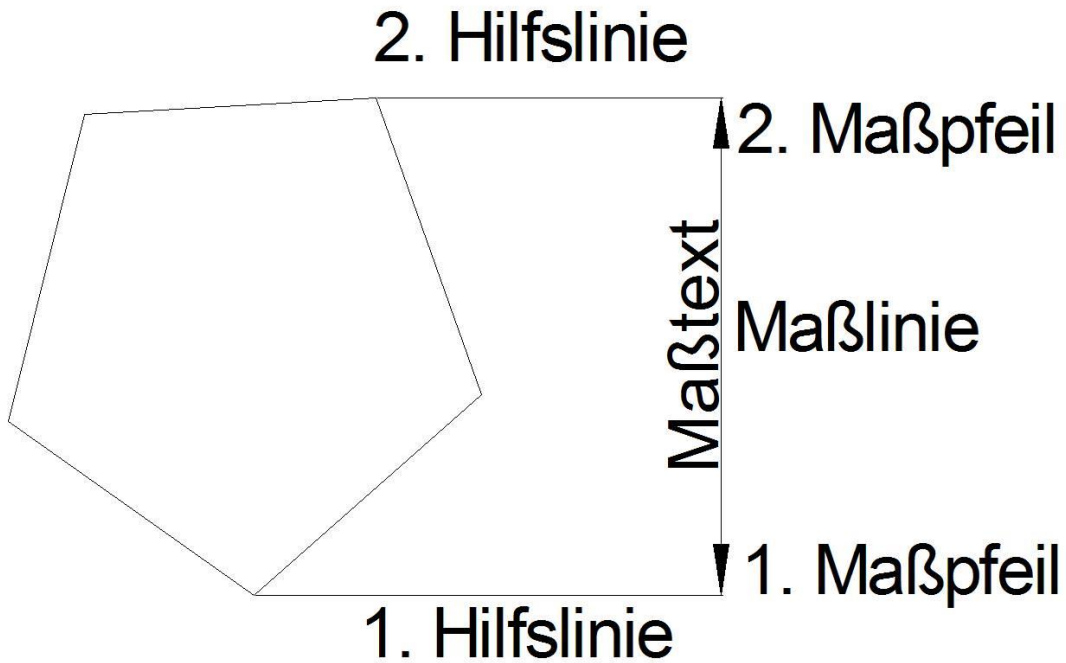 2. Hilfslinie
2. Maßpfeil
Maßtext
Maßlinie
1. Maßpfeil
1. Hilfslinie